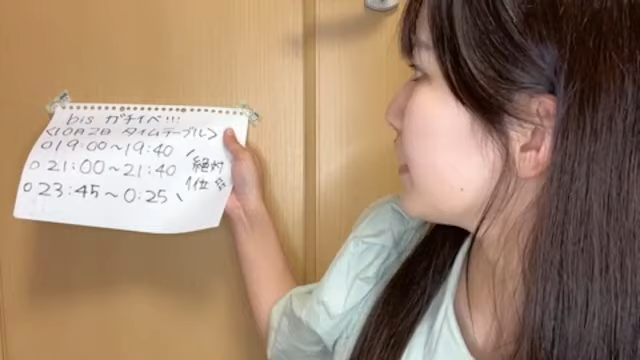 bis ガチイベ!!!
<10月2日 タイムテーブル>
○19:00~19:40
○21:00~21:40
○23:45~0:25
絶対
1位